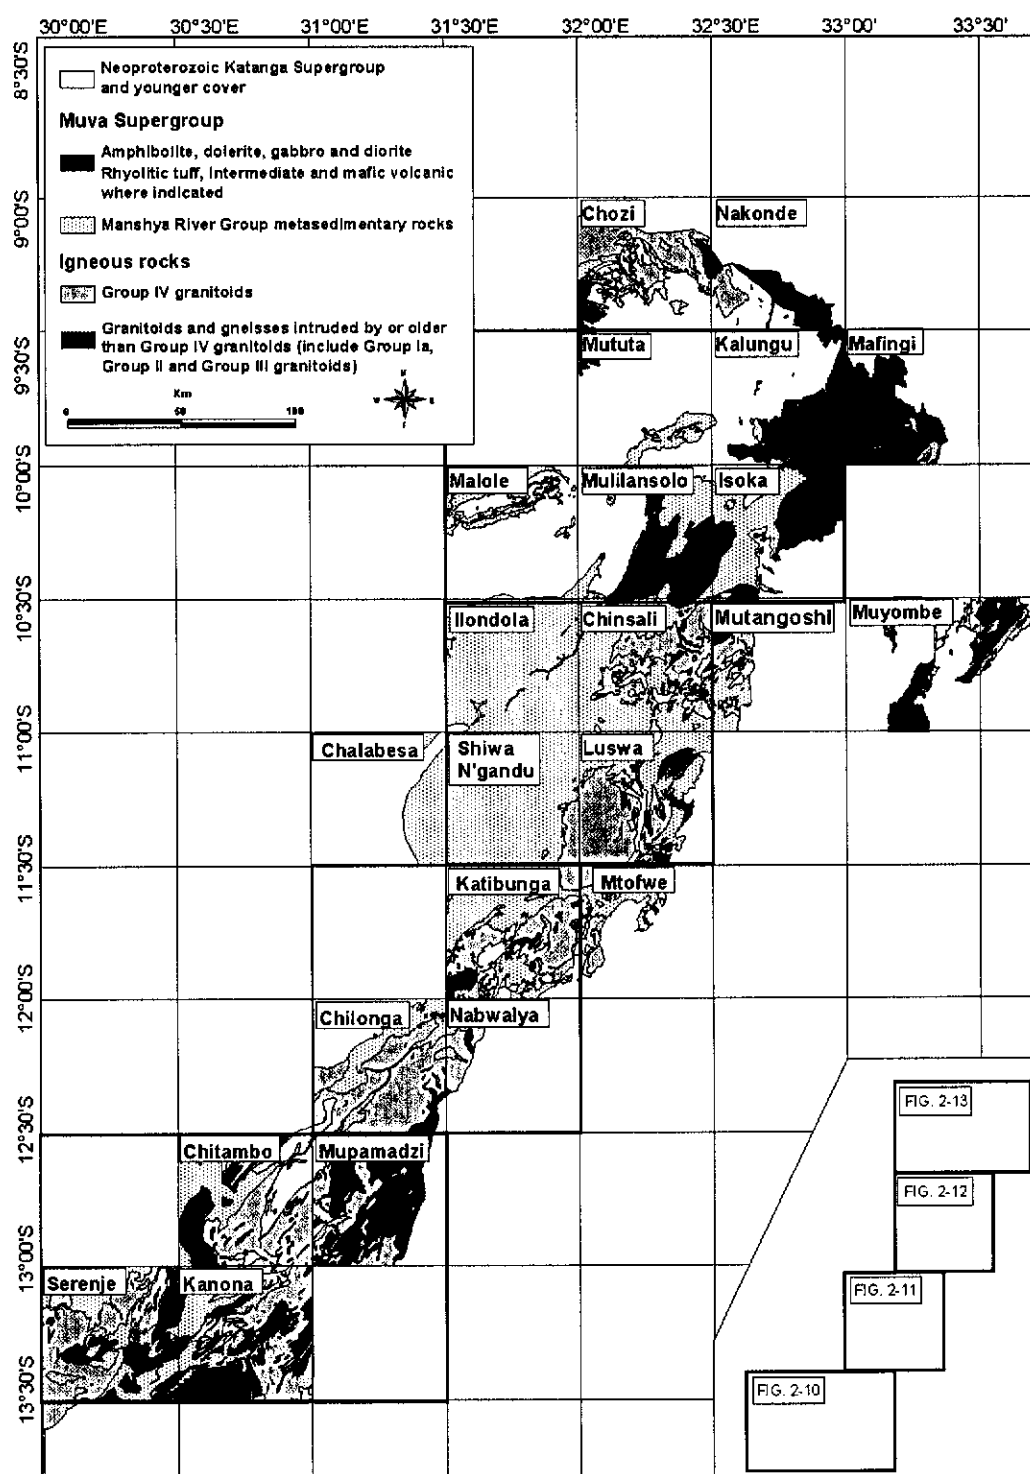 30°00'E 30°30'E 31°00'E 31°30'E 32°00'E 32°30'E 33°00'E 33°30'
8°30'S
Neoproterozoic Katanga Supergroup
and younger cover
Muva Supergroup
Amphibolite, dolerite, gabbro and diorite
Rhyolitic tuff, Intermediate and mafic volcanic
where indicated
Manshya River Group metasedimentary rocks
Igneous rocks
Group IV granitoids
Granitoids and gneisses intruded by or older
than Group IV granitoids (include Group Ia,
Group II and Group III granitoids)
Km
0 50 100
N
W E
9°00'S
Chozi Nakonde
9°30'S
Mututa Kalungu Mafingi
F
10°00'S
Malole Mulilansolo Isoka
10°30'S
Ilondola Chinsali Mutangoshi Muyombe
11°00'S
Chalabesa Shiwa
N'gandu
Luswa
11°30'S
Katibunga Mtofwe
12°00'S
Chilonga Nabwalya
12°30'S
Chitambo Mupamadzi
13°00'S
Serenje Kanona
13°30'S
FIG. 2-13
FIG. 2-12
FIG. 2-11
FIG. 2-10